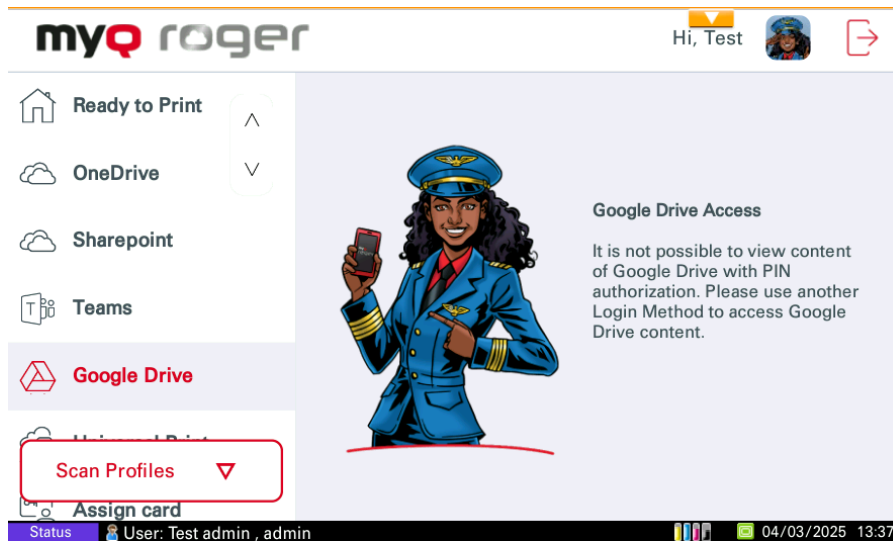 myQ roger
Hi, Test
Ready to Print
OneDrive
Sharepoint
Teams
Google Drive
Universal Print
Scan Profiles
Assign card
Google Drive Access
It is not possible to view content
of Google Drive with PIN
authorization. Please use another
Login Method to access Google
Drive content.
Status
User: Test admin , admin
04/03/2025 13:37